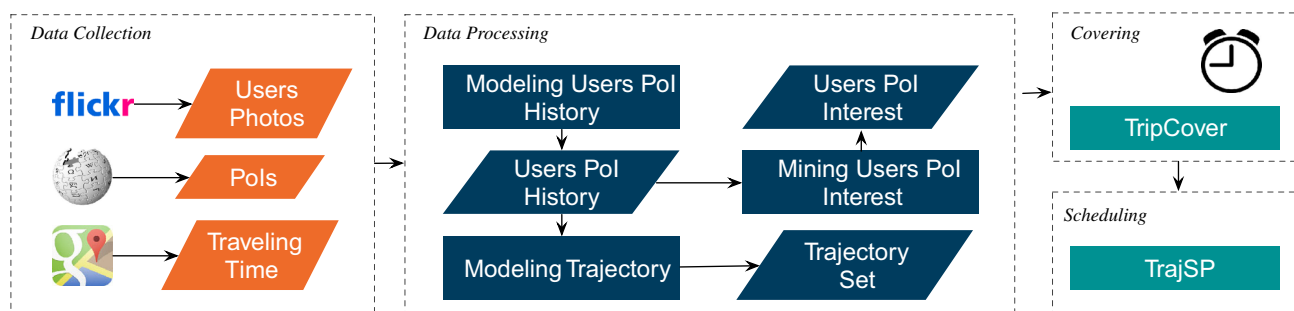 Data Collection
flickr
Users
Photos
PoIs
Traveling
Time
Data Processing
Modeling Users PoI
History
Users PoI
Interest
Users PoI
History
Mining Users PoI
Interest
Modeling Trajectory
Trajectory
Set
Covering
TripCover
Scheduling
TrajSP